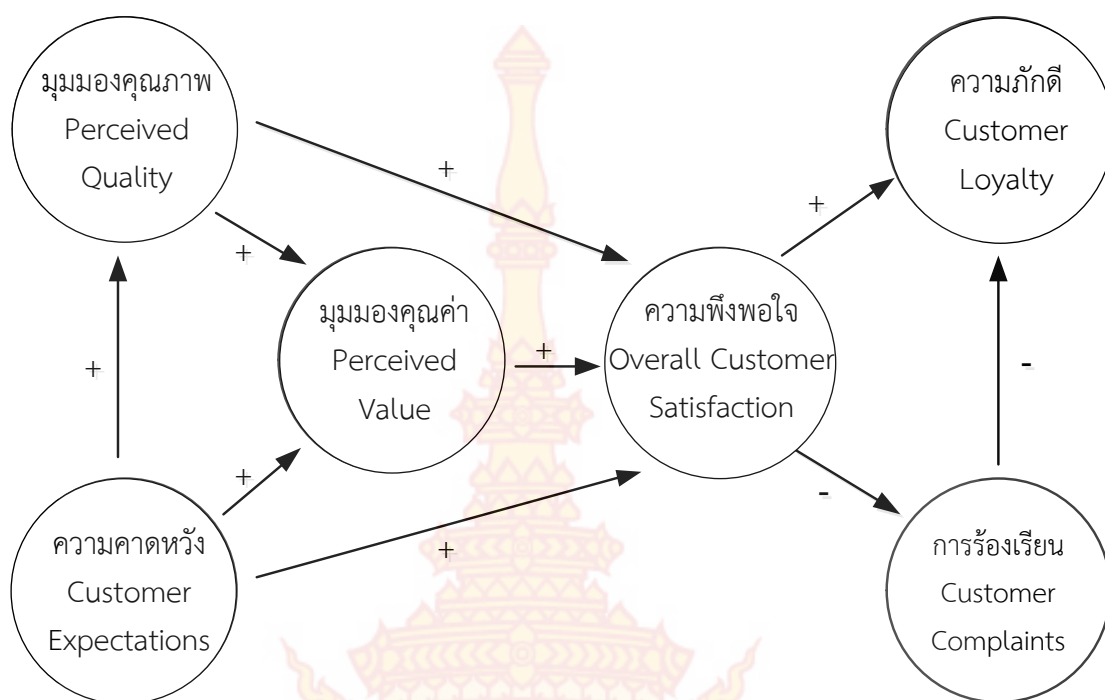 มุมมองคุณภาพ
Perceived
Quality
ความภักดี
Customer
Loyalty
+
+
+
มุมมองคุณค่า
Perceived
Value
ความพึงพอใจ
Overall Customer
Satisfaction
+
+
-
+
-
+
ความคาดหวัง
Customer
Expectations
การร้องเรียน
Customer
Complaints